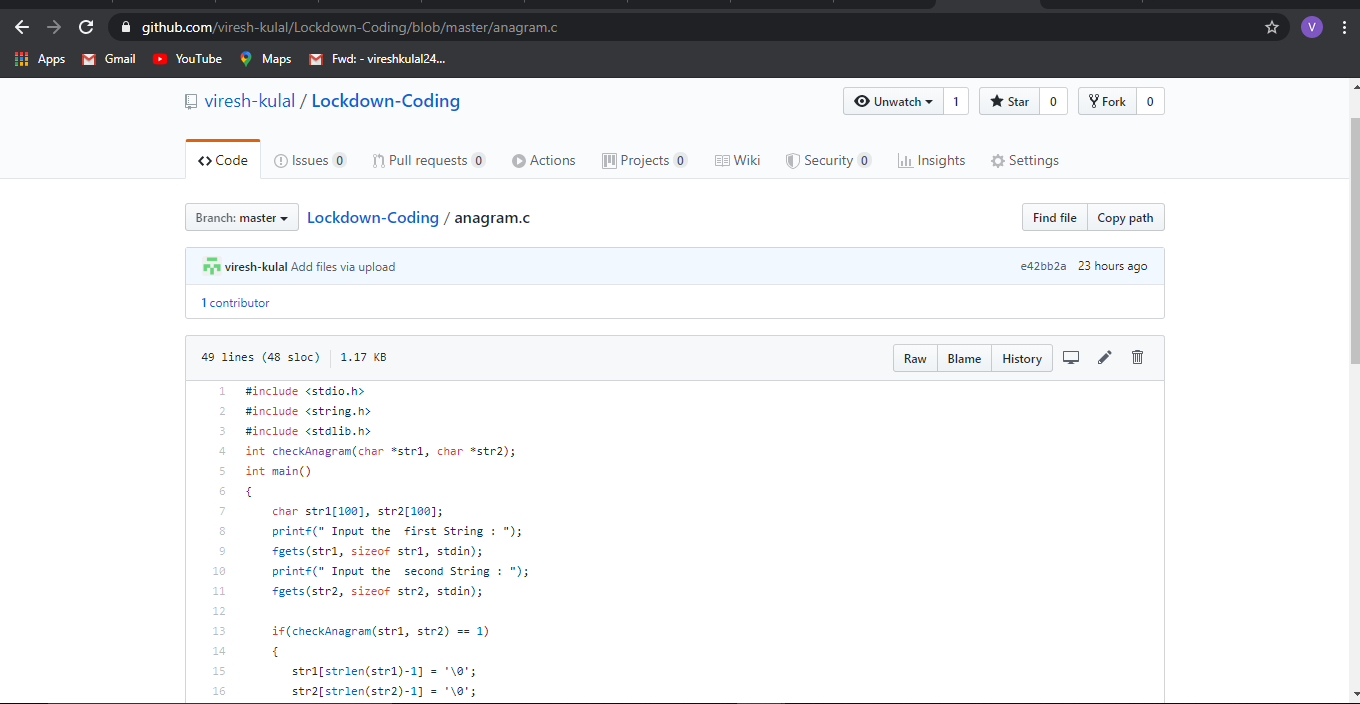 github.com/viresh-kulal/Lockdown-Coding/blob/master/anagram.c V
Apps Gmail YouTube Maps Fwd: - vireshkulal24...
viresh-kulal / Lockdown-Coding Unwatch 1 Star 0 Fork 0
Code Issues 0 Pull requests 0 Actions Projects 0 Wiki Security 0 Insights Settings
Branch: master Lockdown-Coding / anagram.c Find file Copy path
viresh-kulal Add files via upload e42bb2a 23 hours ago
1 contributor
49 lines (48 sloc) 1.17 KB Raw Blame History
1 #include <stdio.h>
2 #include <string.h>
3 #include <stdlib.h>
4 int checkAnagram(char *str1, char *str2);
5 int main()
6 {
7 char str1[100], str2[100];
8 printf(" Input the  first String : ");
9 fgets(str1, sizeof str1, stdin);
10 printf(" Input the  second String : ");
11 fgets(str2, sizeof str2, stdin);
12
13 if(checkAnagram(str1, str2) == 1)
14 {
15 str1[strlen(str1)-1] = '\0';
16 str2[strlen(str2)-1] = '\0';